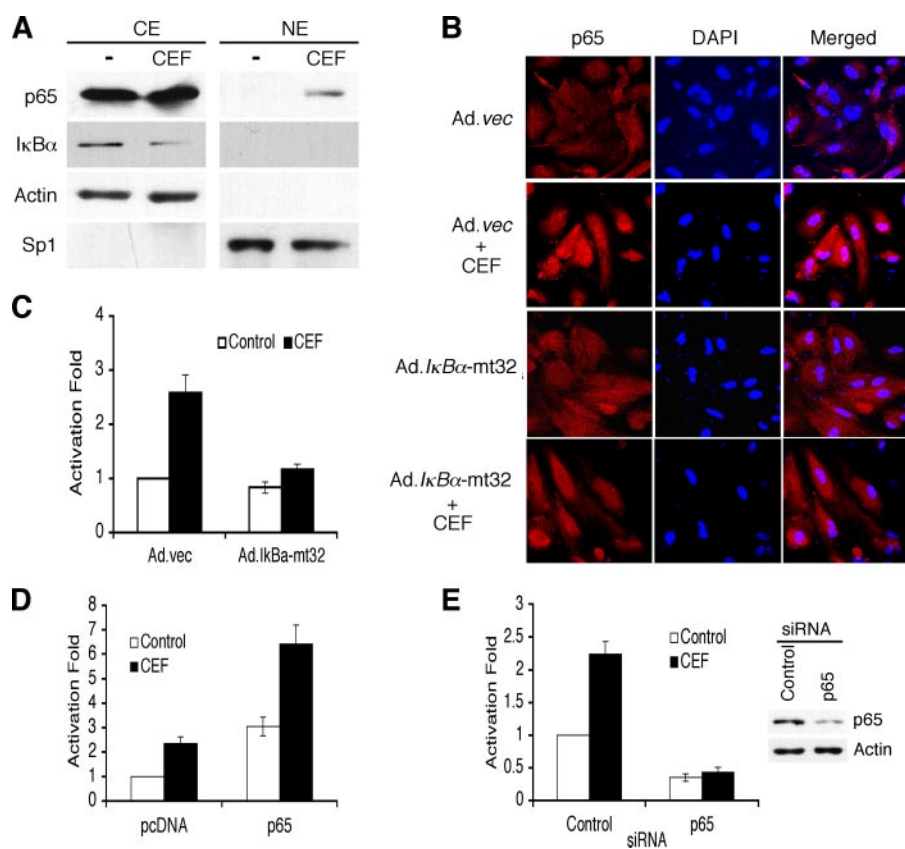 A
CE
NE
-
CEF
-
CEF
p65
IκBα
Actin
Sp1
B
p65
DAPI
Merged
Ad.vec
Ad.vec
+
CEF
Ad.IκBα-mt32
Ad.IκBα-mt32
+
CEF
C
Activation Fold
4
3
2
1
0
Control
CEF
Ad.vec
Ad.IkBa-mt32
D
Activation Fold
8
7
6
5
4
3
2
1
0
Control
CEF
pcDNA
p65
E
Activation Fold
2.5
2
1.5
1
0.5
0
Control
CEF
Control
p65
siRNA
siRNA
Control
p65
p65
Actin